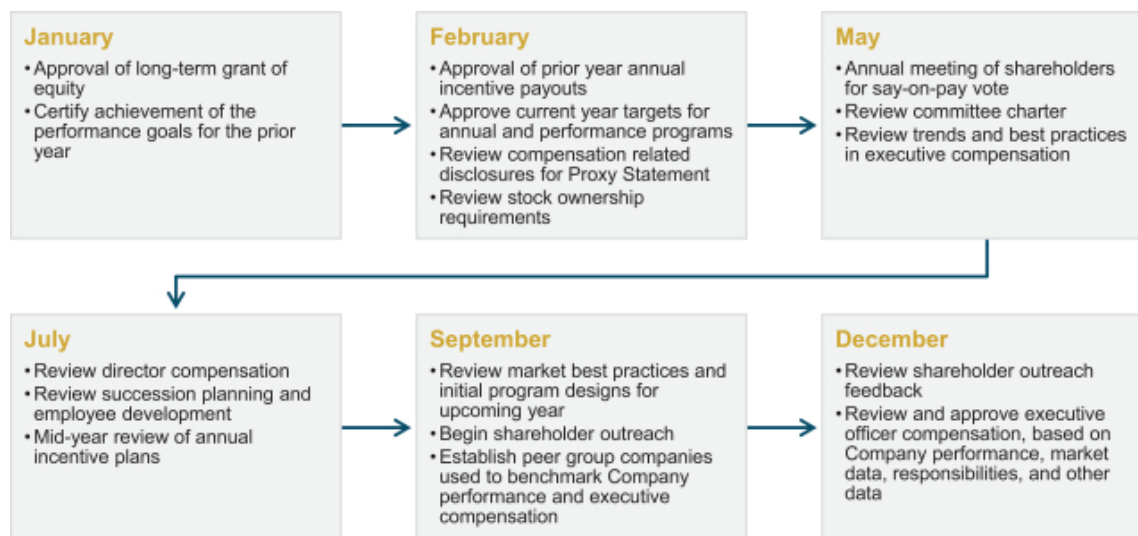 January
• Approval of long-term grant of
equity
• Certify achievement of the
performance goals for the prior
year
February
• Approval of prior year annual
incentive payouts
• Approve current year targets for
annual and performance programs
• Review compensation related
disclosures for Proxy Statement
• Review stock ownership
requirements
May
• Annual meeting of shareholders
for say-on-pay vote
• Review committee charter
• Review trends and best practices
in executive compensation
July
• Review director compensation
• Review succession planning and
employee development
• Mid-year review of annual
incentive plans
September
• Review market best practices and
initial program designs for
upcoming year
• Begin shareholder outreach
• Establish peer group companies
used to benchmark Company
performance and executive
compensation
December
• Review shareholder outreach
feedback
• Review and approve executive
officer compensation, based on
Company performance, market
data, responsibilities, and other
data